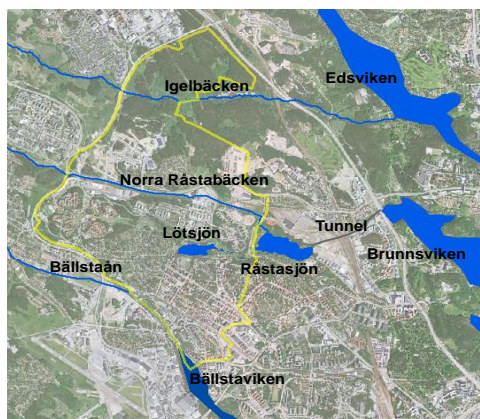 Edsviken
Igelbäcken
Norra Råstabäcken
Tunnel
Lötsjön
Brunnsviken
Bällstaån
Råstasjön
Bällstaviken